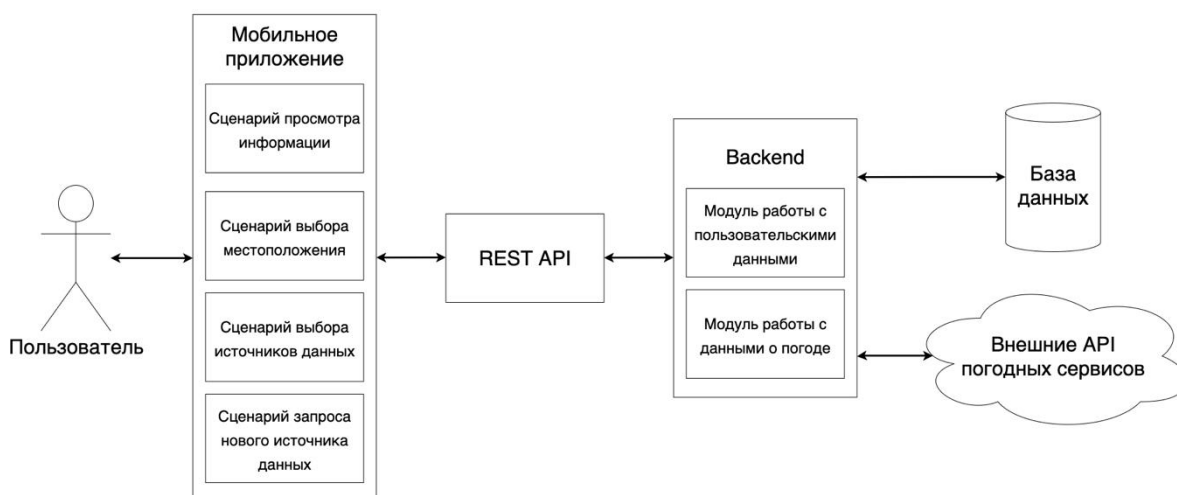 Мобильное
приложение
Сценарий просмотра
информации
Сценарий выбора
местоположения
Сценарий выбора
источников данных
Сценарий запроса
нового источника
данных
Пользователь
REST API
Backend
Модуль работы с
пользовательскими
данными
Модуль работы с
данными о погоде
База
данных
Внешние API
погодных сервисов